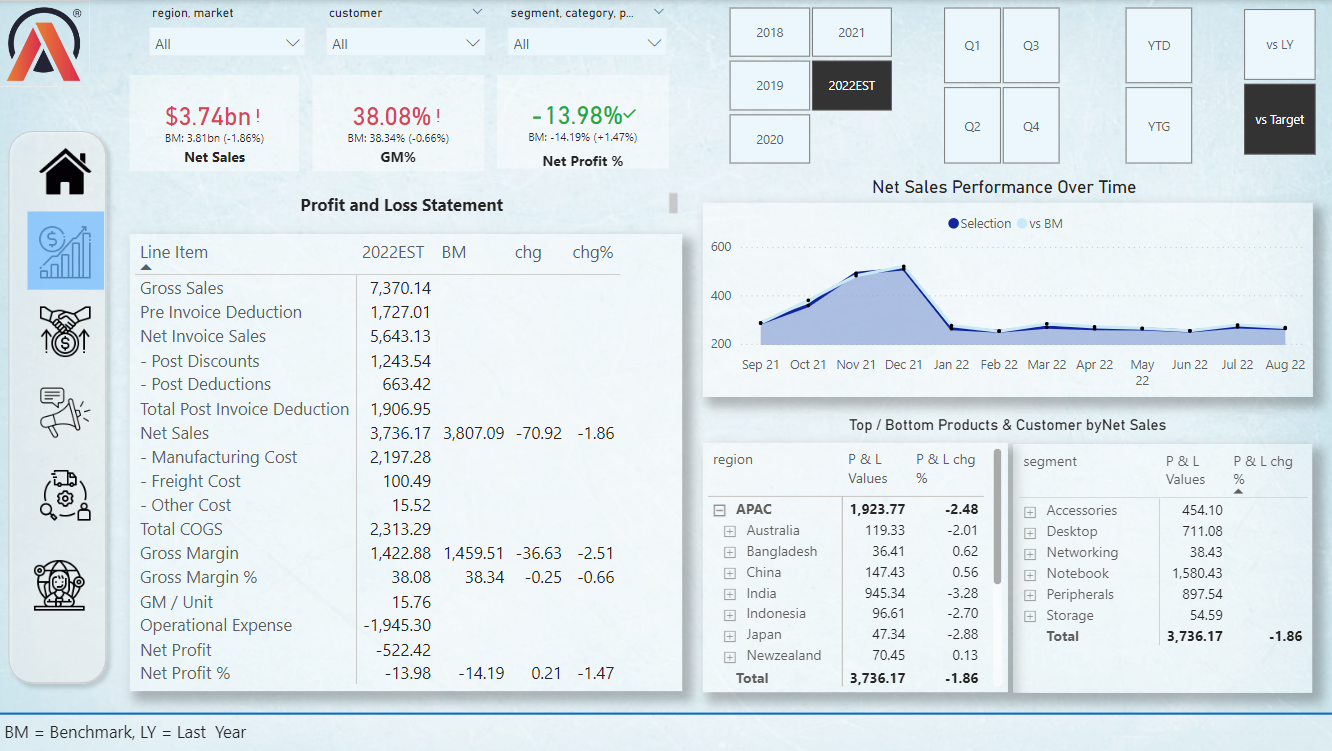 ®
region, market
customer
segment, category, p...
All
All
All
2018
2021
2019
2022EST
2020
Q1
Q3
Q2
Q4
YTD
YTG
vs LY
vs Target
$3.74bn !
BM: 3.81bn (-1.86%)
Net Sales
38.08% !
BM: 38.34% (-0.66%)
GM%
-13.98%✓
BM: -14.19% (+1.47%)
Net Profit %
Profit and Loss Statement
Line Item 2022EST BM chg chg%
Gross Sales 7,370.14
Pre Invoice Deduction 1,727.01
Net Invoice Sales 5,643.13
- Post Discounts 1,243.54
- Post Deductions 663.42
Total Post Invoice Deduction 1,906.95
Net Sales 3,736.17 3,807.09 -70.92 -1.86
- Manufacturing Cost 2,197.28
- Freight Cost 100.49
- Other Cost 15.52
Total COGS 2,313.29
Gross Margin 1,422.88 1,459.51 -36.63 -2.51
Gross Margin % 38.08 38.34 -0.25 -0.66
GM / Unit 15.76
Operational Expense -1,945.30
Net Profit -522.42
Net Profit % -13.98 -14.19 0.21 -1.47
Net Sales Performance Over Time
Selection vs BM
600
400
200
Sep 21 Oct 21 Nov 21 Dec 21 Jan 22 Feb 22 Mar 22 Apr 22 May 22 Jun 22 Jul 22 Aug 22
Top / Bottom Products & Customer byNet Sales
region P & L Values P & L chg %
APAC 1,923.77 -2.48
Australia 119.33 -2.01
Bangladesh 36.41 0.62
China 147.43 0.56
India 945.34 -3.28
Indonesia 96.61 -2.70
Japan 47.34 -2.88
Newzealand 70.45 0.13
Total 3,736.17 -1.86
segment P & L Values P & L chg %
Accessories 454.10
Desktop 711.08
Networking 38.43
Notebook 1,580.43
Peripherals 897.54
Storage 54.59
Total 3,736.17 -1.86
BM = Benchmark, LY = Last Year